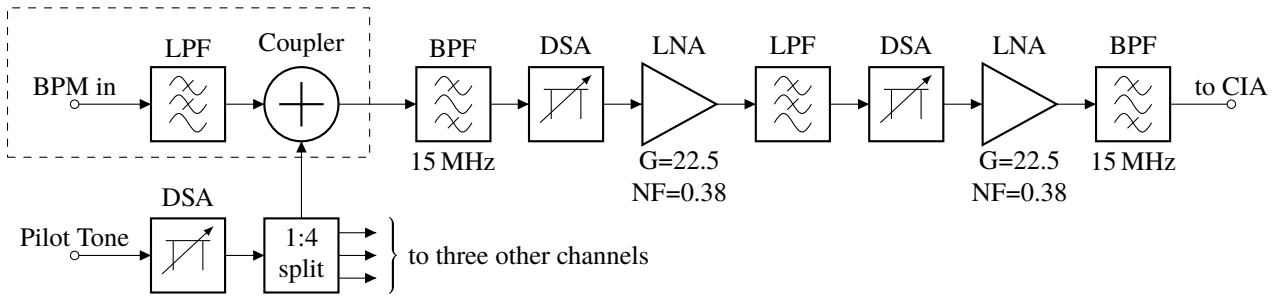 LPF
Coupler
BPF
DSA
LNA
LPF
DSA
LNA
BPF
BPM in
to CIA
15 MHz
G=22.5
NF=0.38
G=22.5
NF=0.38
15 MHz
DSA
Pilot Tone
1:4
split
to three other channels